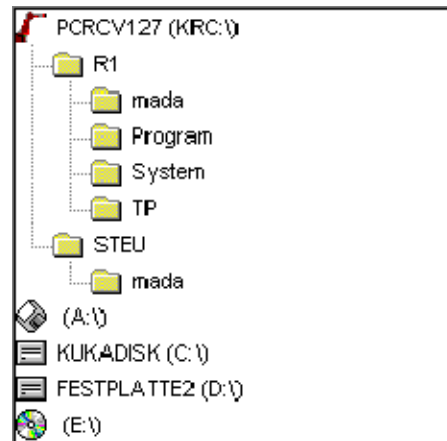 PCRCV127 (KRC:\)
R1
mada
Program
System
TP
STEU
mada
(A:\)
KUKADISK (C:\)
FESTPLATTE2 (D:\)
(E:\)